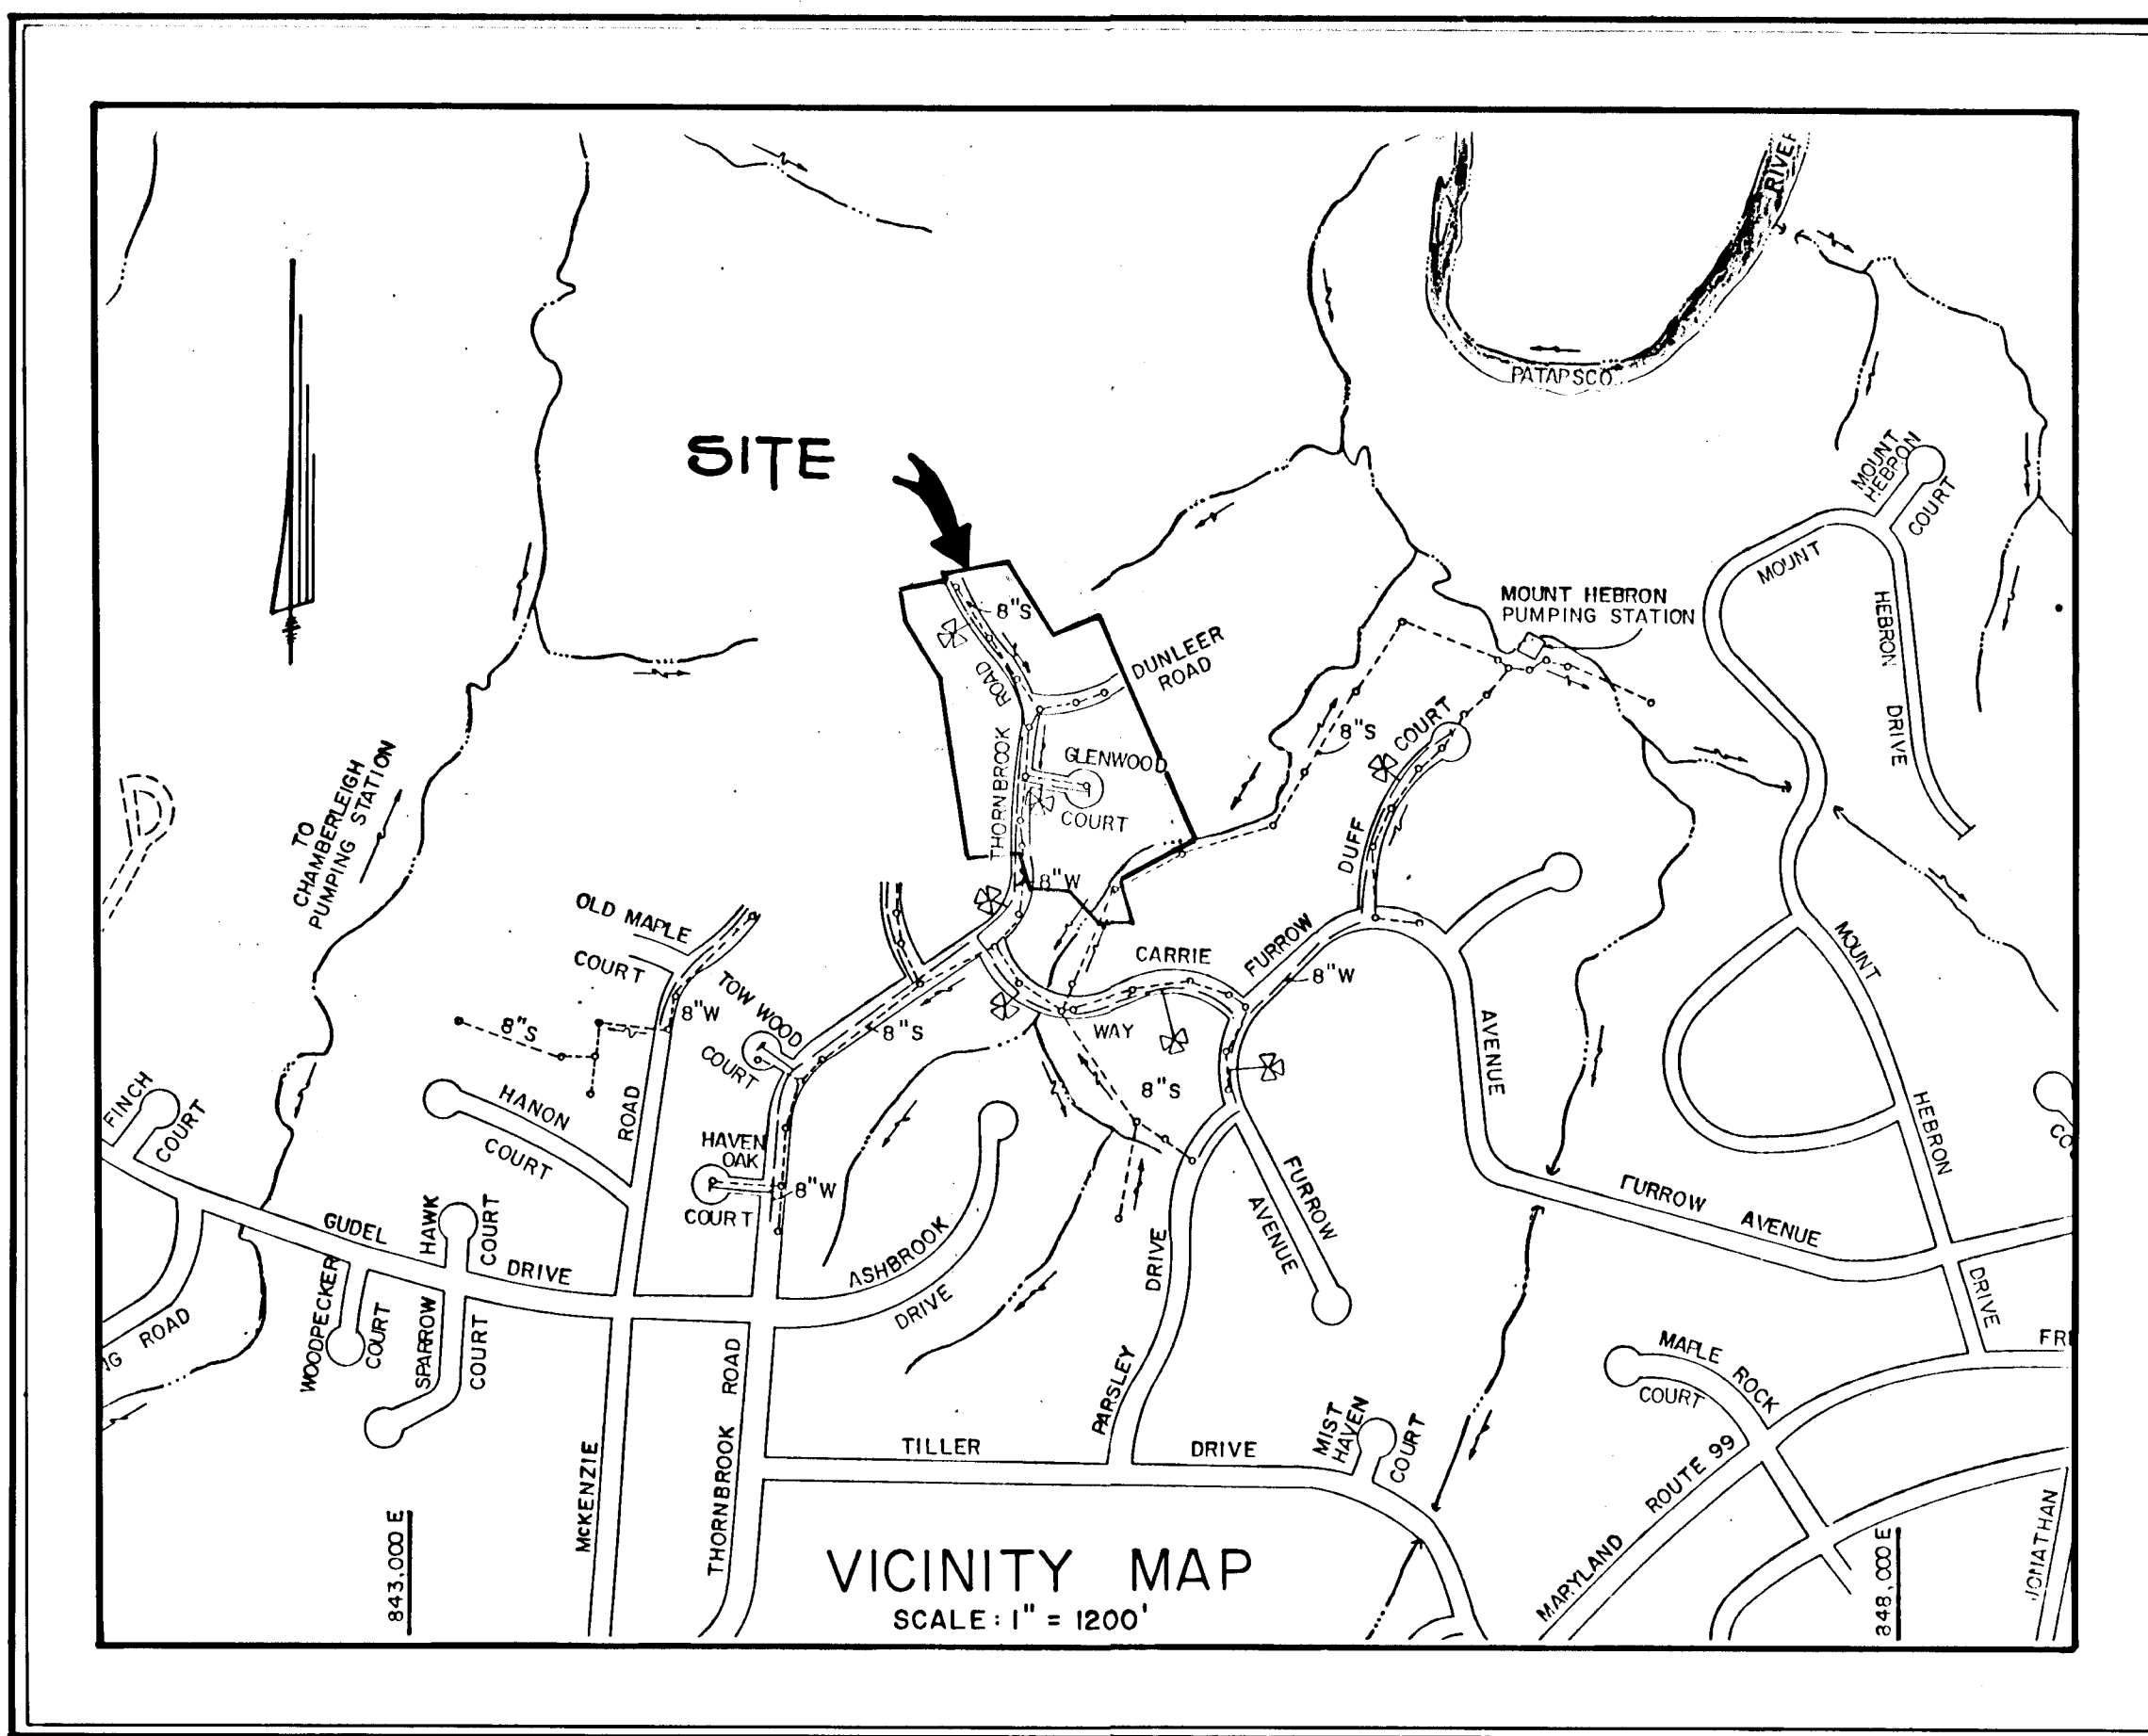 RIVER
PATAPSCO
SITE
MOUNT
HEBRON
COURT
MOUNT
HEBRON
DRIVE
MOUNT HEBRON
PUMPING STATION
8"S
ROAD
DUNLEER
ROAD
THORNBROOK
GLENWOOD
COURT
8"W
8"S
DUFF
COURT
TO
CHAMBERLEIGH
PUMPING STATION
OLD MAPLE
COURT
8"W
TOW WOOD
COURT
8"S
8"S
CARRIE
WAY
FURROW
8"W
AVENUE
8"S
MOUNT
HEBRON
DRIVE
FINCH
COURT
HANON
COURT
ROAD
HAVEN
OAK
COURT
8"W
FURROW
AVENUE
FURROW
AVENUE
GUDEL
DRIVE
HAWK
COURT
WOODPECKER
COURT
SPARROW
COURT
ROAD
ASHBROOK
DRIVE
PARSLEY
DRIVE
MCKENZIE
THORNBROOK
ROAD
TILLER
DRIVE
MIST
HAVEN
COURT
MAPLE
ROCK
COURT
MARYLAND
ROUTE 99
JONATHAN
843,000 E
848,000 E
VICINITY MAP
SCALE: 1" = 1200'